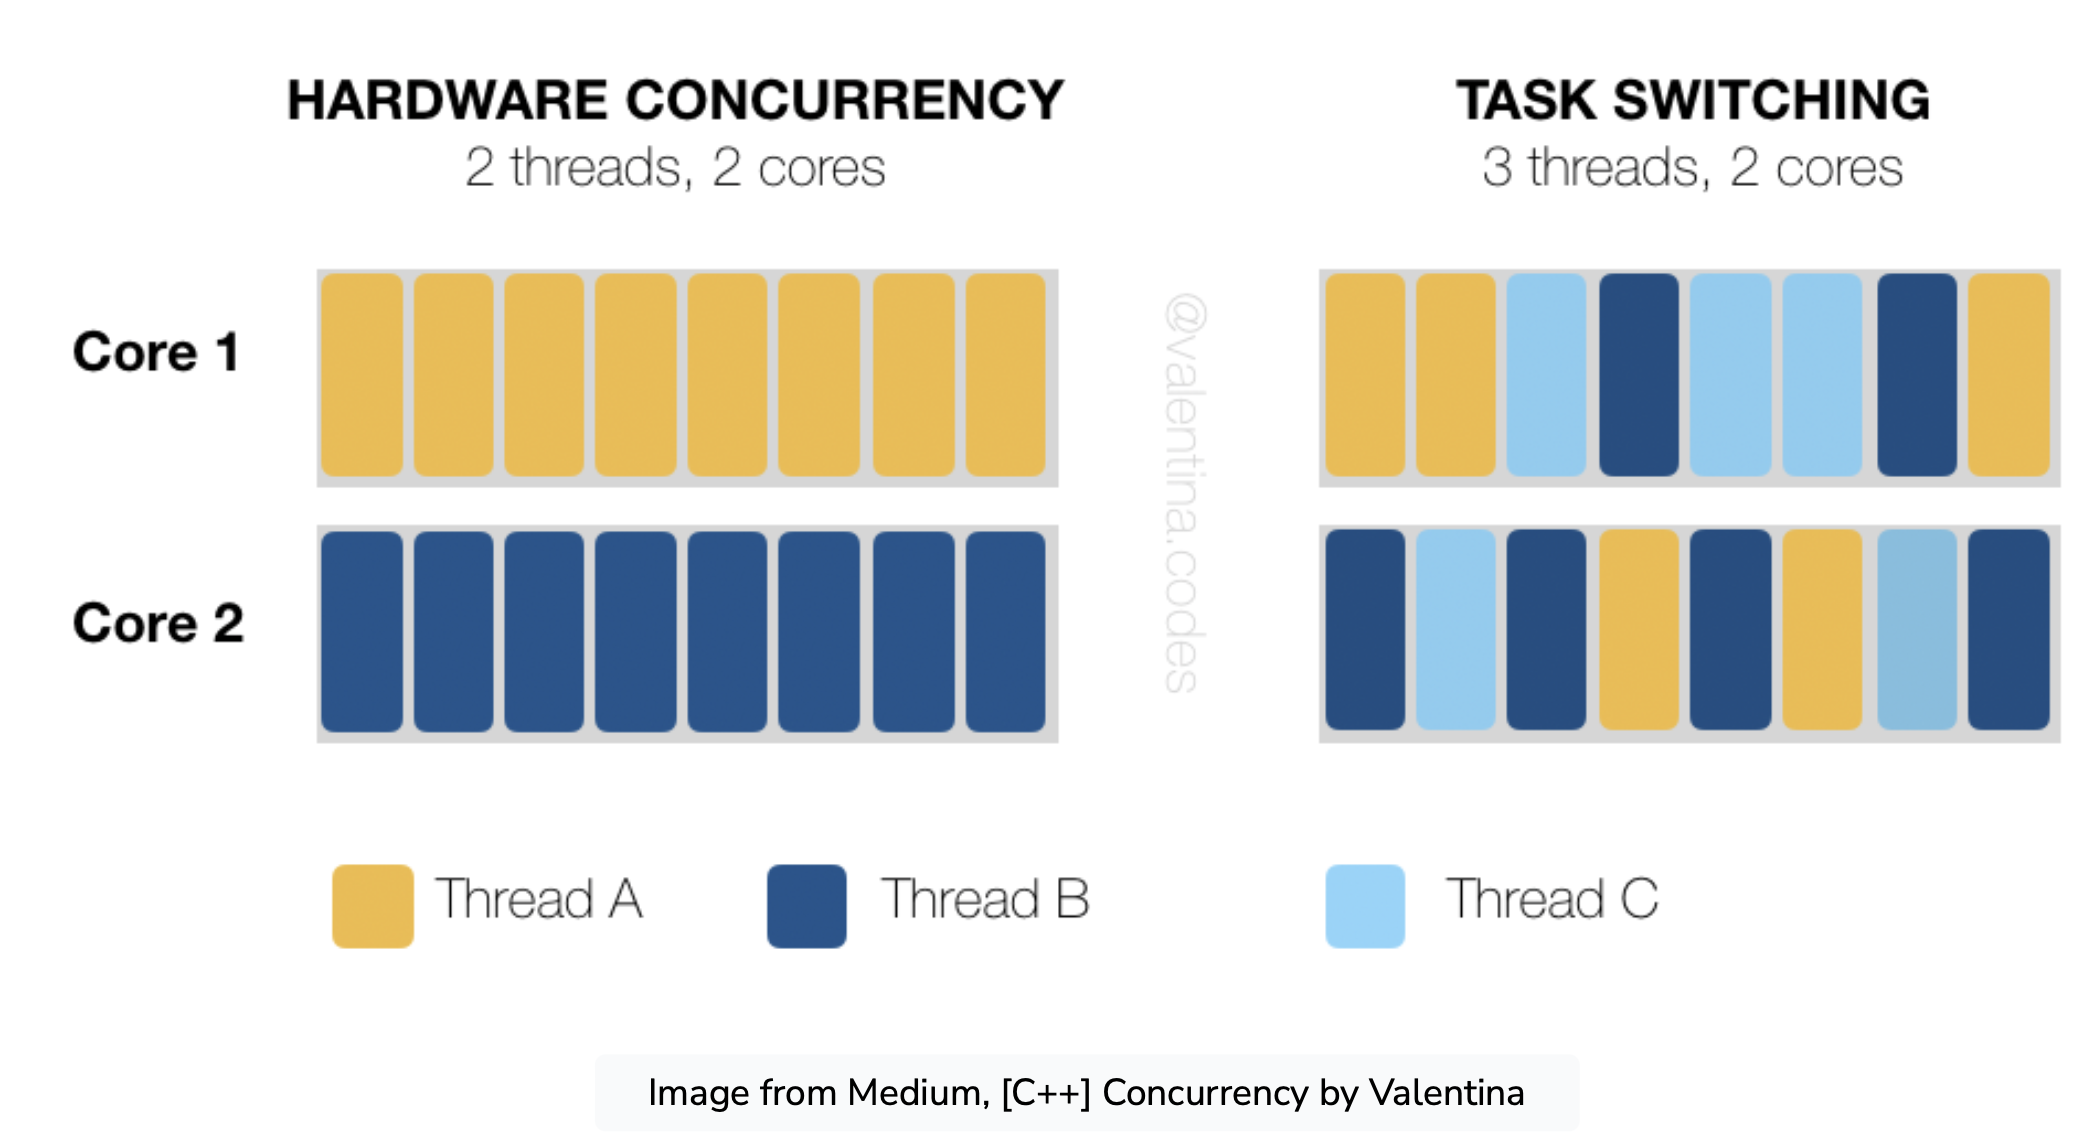 HARDWARE CONCURRENCY
2 threads, 2 cores
TASK SWITCHING
3 threads, 2 cores
Core 1
Core 2
@valentina.codes
Thread A
Thread B
Thread C
Image from Medium, [C++] Concurrency by Valentina